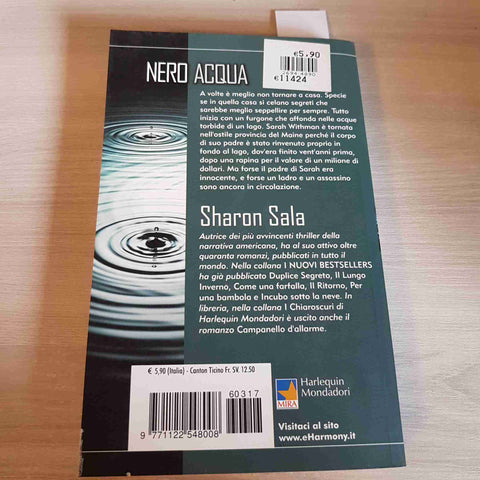 €5.90
€11424
NERO ACQUA
A volte è meglio non tornare a casa. Specie
se in quella casa si celano segreti che
sarebbe meglio seppellire per sempre. Tutto
inizia con un furgone che affonda nelle acque
torbide di un lago. Sarah Withman è tornata
nell'ostile provincia del Maine perché il corpo
di suo padre è stato rinvenuto proprio in
fondo al lago, dov'era finito vent'anni prima,
dopo una rapina per il valore di un milione di
dollari. Ma forse il padre di Sarah era
innocente, e forse un ladro e un assassino
sono ancora in circolazione.
Sharon Sala
Autrice dei più avvincenti thriller della
narrativa americana, ha al suo attivo oltre
quaranta romanzi, pubblicati in tutto il
mondo. Nella collana I NUOVI BESTSELLERS
ha già pubblicato Duplice Segreto, Il Lungo
Inverno, Come una farfalla, Il Ritorno, Per
una bambola e Incubo sotto la neve. In
libreria, nella collana I Chiaroscuri di
Harlequin Mondadori è uscito anche il
romanzo Campanello d'allarme.
€ 5,90 (Italia) - Canton Ticino Fr. SV. 12.50
60317
9 771122 548008
MIRA
Harlequin
Mondadori
Visitaci al sito
www.eHarmony.it